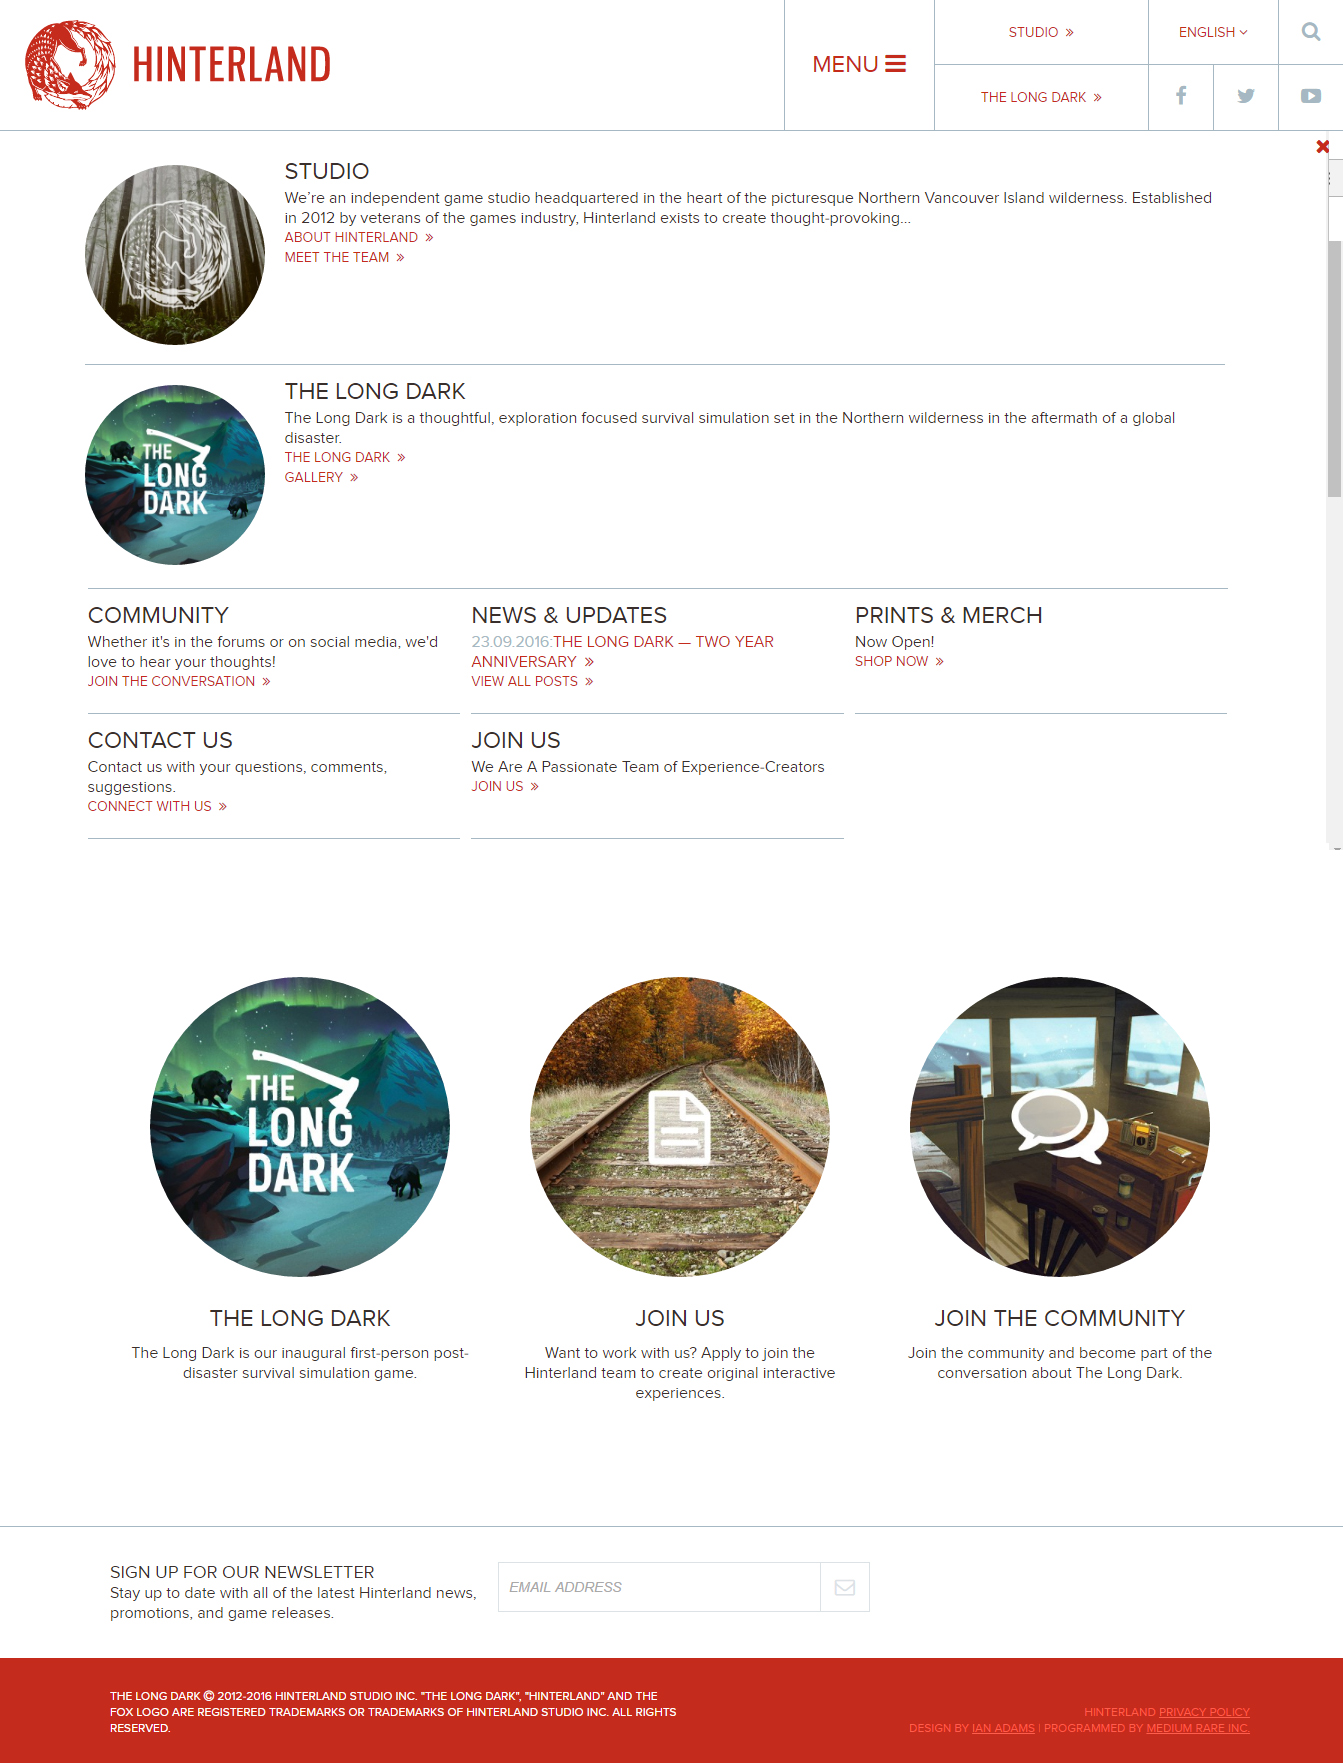 HINTERLAND
MENU
STUDIO »
ENGLISH
THE LONG DARK »
STUDIO
We're an independent game studio headquartered in the heart of the picturesque Northern Vancouver Island wilderness. Established
in 2012 by veterans of the games industry, Hinterland exists to create thought-provoking...
ABOUT HINTERLAND »
MEET THE TEAM »
THE LONG DARK
THE LONG DARK
The Long Dark is a thoughtful, exploration focused survival simulation set in the Northern wilderness in the aftermath of a global
disaster.
THE LONG DARK »
GALLERY »
COMMUNITY
Whether it's in the forums or on social media, we'd
love to hear your thoughts!
JOIN THE CONVERSATION »
NEWS & UPDATES
23.09.2016:THE LONG DARK — TWO YEAR
ANNIVERSARY »
VIEW ALL POSTS »
PRINTS & MERCH
Now Open!
SHOP NOW »
CONTACT US
Contact us with your questions, comments,
suggestions.
CONNECT WITH US »
JOIN US
We Are A Passionate Team of Experience-Creators
JOIN US »
THE
LONG
DARK
THE LONG DARK
The Long Dark is our inaugural first-person post-
disaster survival simulation game.
JOIN US
Want to work with us? Apply to join the
Hinterland team to create original interactive
experiences.
JOIN THE COMMUNITY
Join the community and become part of the
conversation about The Long Dark.
SIGN UP FOR OUR NEWSLETTER
Stay up to date with all of the latest Hinterland news,
promotions, and game releases.
EMAIL ADDRESS
THE LONG DARK © 2012-2016 HINTERLAND STUDIO INC. "THE LONG DARK", "HINTERLAND" AND THE
FOX LOGO ARE REGISTERED TRADEMARKS OR TRADEMARKS OF HINTERLAND STUDIO INC. ALL RIGHTS
RESERVED.
HINTERLAND PRIVACY POLICY
DESIGN BY IAN ADAMS | PROGRAMMED BY MEDIUM RARE INC.